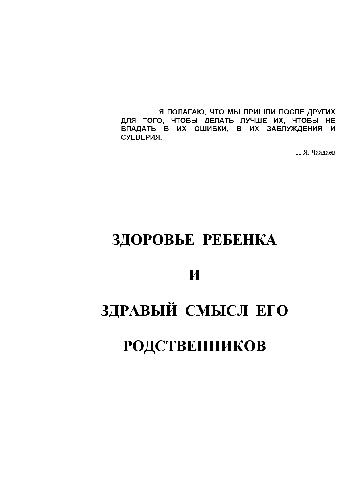 Я ПОЛАГАЮ, ЧТО МЫ ПРИШЛИ ПОСЛЕ ДРУГИХ
ДЛЯ ТОГО, ЧТОБЫ ДЕЛАТЬ ЛУЧШЕ ИХ, ЧТОБЫ НЕ
ВПАДАТЬ В ИХ ОШИБКИ, В ИХ ЗАБЛУЖДЕНИЯ И
СУЕВЕРИЯ.
П.Я. Чаадаев
ЗДОРОВЬЕ РЕБЕНКА
И
ЗДРАВЫЙ СМЫСЛ ЕГО
РОДСТВЕННИКОВ